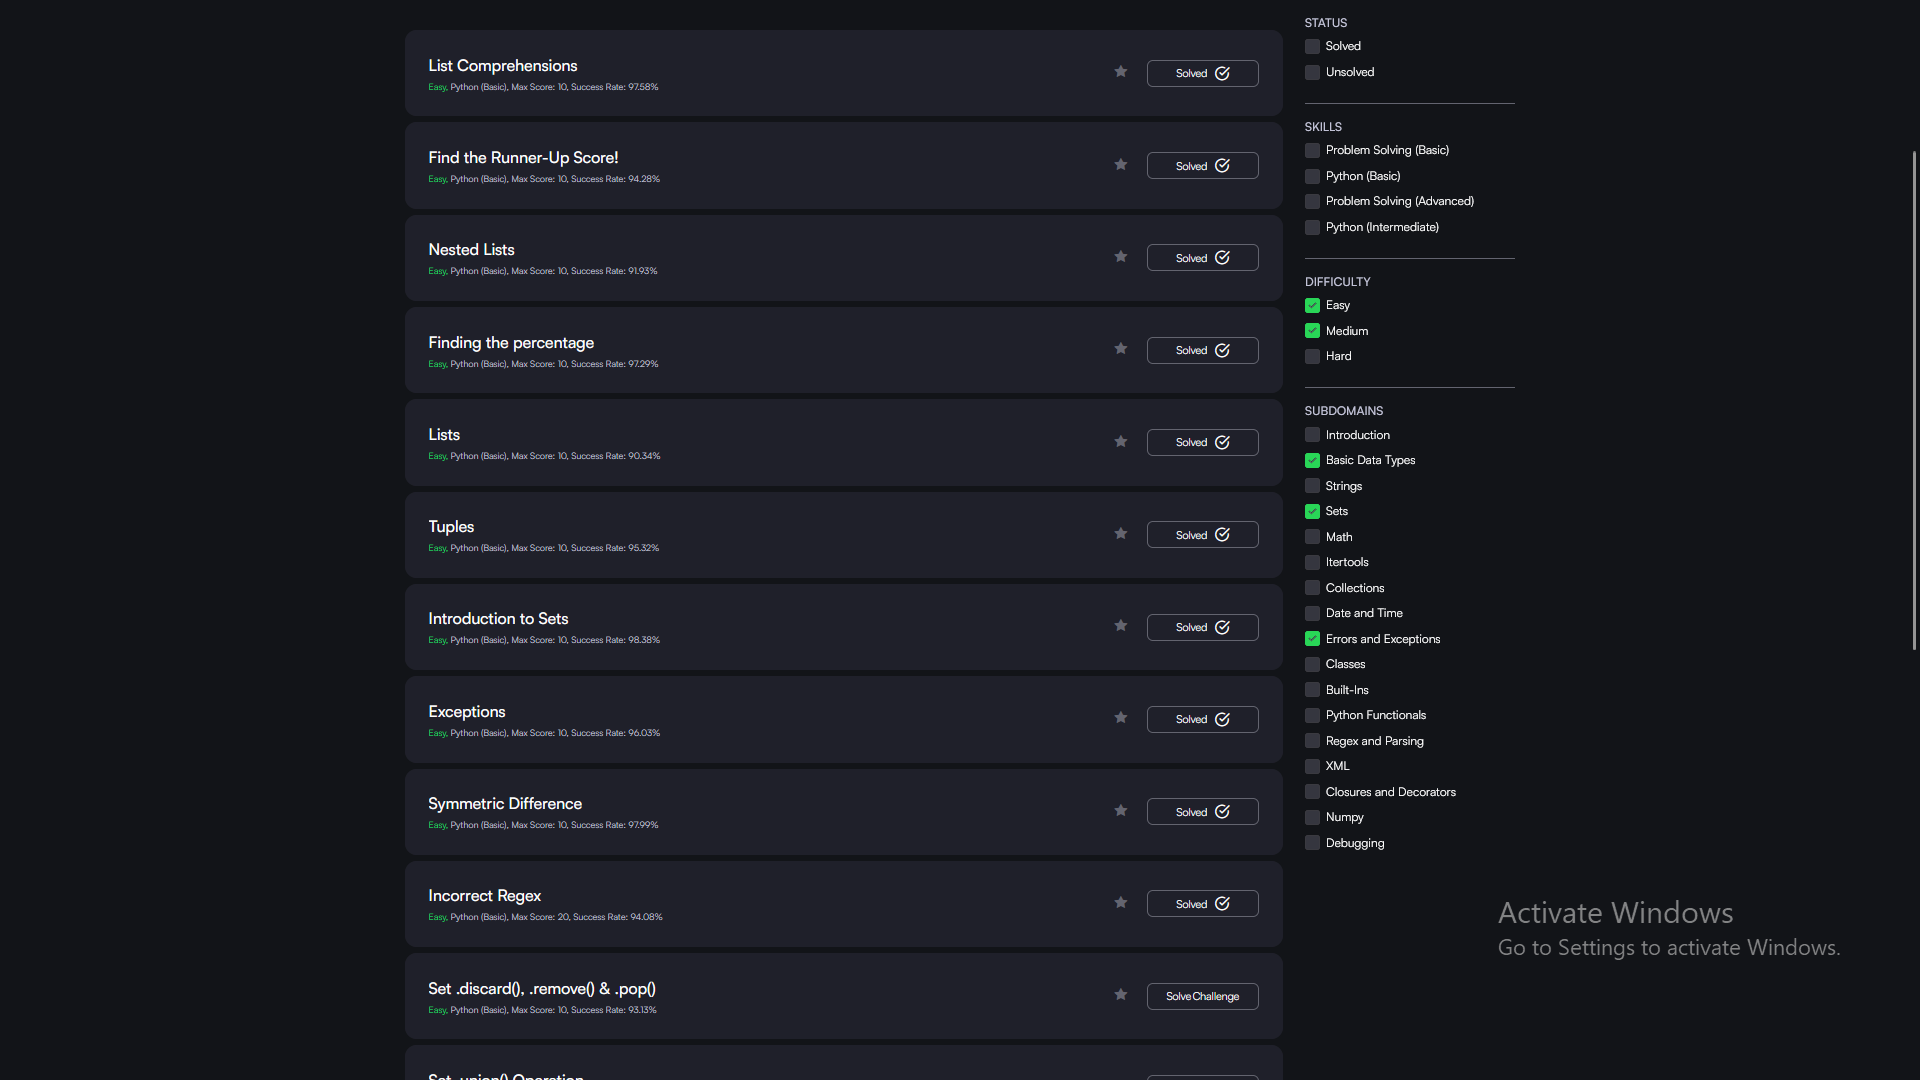 List Comprehensions
Easy, Python (Basic), Max Score: 10, Success Rate: 97.58%
Solved
Find the Runner-Up Score!
Easy, Python (Basic), Max Score: 10, Success Rate: 94.28%
Solved
Nested Lists
Easy, Python (Basic), Max Score: 10, Success Rate: 91.93%
Solved
Finding the percentage
Easy, Python (Basic), Max Score: 10, Success Rate: 97.29%
Solved
Lists
Easy, Python (Basic), Max Score: 10, Success Rate: 90.34%
Solved
Tuples
Easy, Python (Basic), Max Score: 10, Success Rate: 95.32%
Solved
Introduction to Sets
Easy, Python (Basic), Max Score: 10, Success Rate: 98.38%
Solved
Exceptions
Easy, Python (Basic), Max Score: 10, Success Rate: 96.03%
Solved
Symmetric Difference
Easy, Python (Basic), Max Score: 10, Success Rate: 97.99%
Solved
Incorrect Regex
Easy, Python (Basic), Max Score: 20, Success Rate: 94.08%
Solved
Set .discard(), .remove() & .pop()
Easy, Python (Basic), Max Score: 10, Success Rate: 93.13%
Solve Challenge
Set .union() Operation
STATUS
Solved
Unsolved
SKILLS
Problem Solving (Basic)
Python (Basic)
Problem Solving (Advanced)
Python (Intermediate)
DIFFICULTY
Easy
Medium
Hard
SUBDOMAINS
Introduction
Basic Data Types
Strings
Sets
Math
Itertools
Collections
Date and Time
Errors and Exceptions
Classes
Built-Ins
Python Functionals
Regex and Parsing
XML
Closures and Decorators
Numpy
Debugging
Activate Windows
Go to Settings to activate Windows.